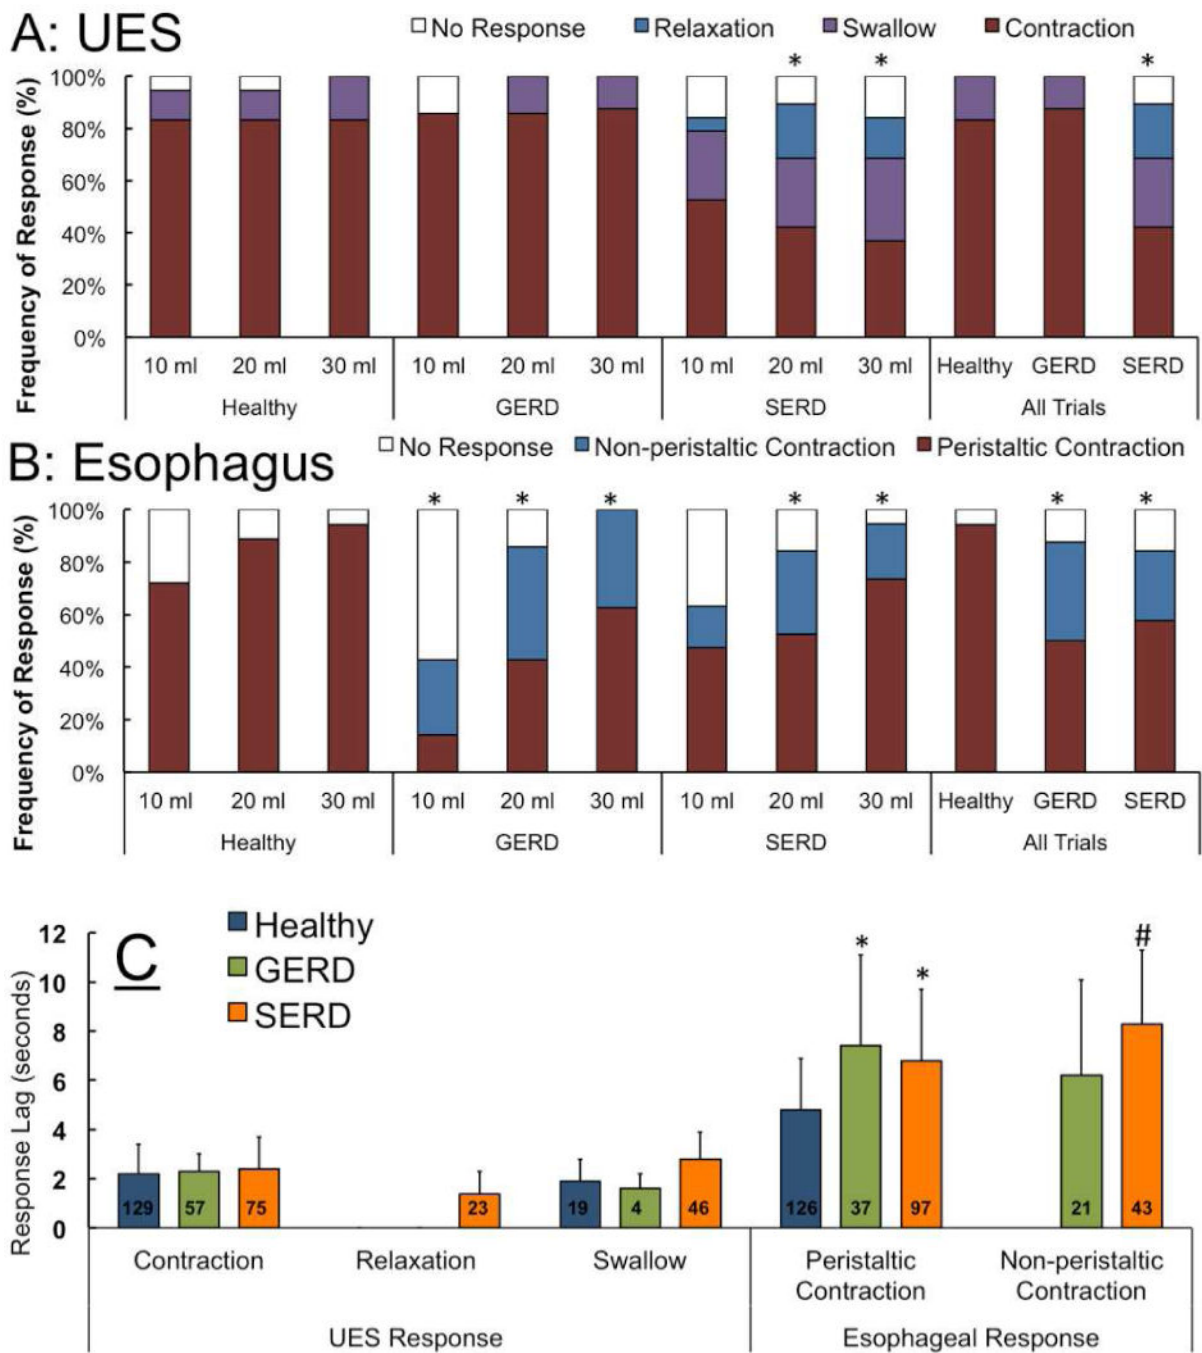 A: UES
No Response Relaxation Swallow Contraction
Frequency of Response (%)
100%
80%
60%
40%
20%
0%
* * *
10 ml 20 ml 30 ml 10 ml 20 ml 30 ml 10 ml 20 ml 30 ml Healthy GERD SERD
Healthy GERD SERD All Trials
B: Esophagus
No Response Non-peristaltic Contraction Peristaltic Contraction
Frequency of Response (%)
100%
80%
60%
40%
20%
0%
* * * * * * *
10 ml 20 ml 30 ml 10 ml 20 ml 30 ml 10 ml 20 ml 30 ml Healthy GERD SERD
Healthy GERD SERD All Trials
C
Healthy
GERD
SERD
Response Lag (seconds)
12
10
8
6
4
2
0
* * #
129 57 75 23 19 4 46 126 37 97 21 43
Contraction Relaxation Swallow Peristaltic Non-peristaltic
Contraction Contraction
UES Response Esophageal Response